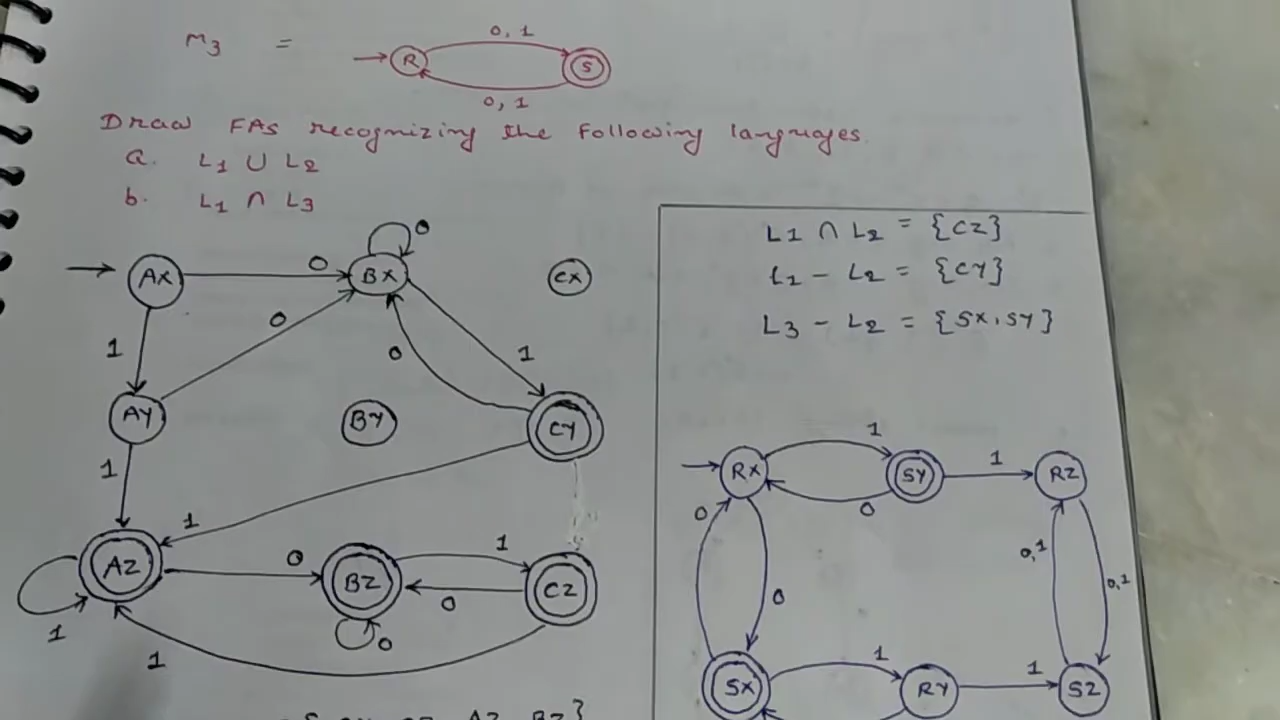 M3 =
R 0, 1 S
0, 1
Draw FAs recognizing the following languages.
a. L1 ∪ L2
b. L1 ∩ L3
AX 0 BX 0 CX
1 0 0 1
AY BY CY
1 1
AZ 0 BZ 1 CZ
1 0 0
1
AZ, BZ}
L1 ∩ L2 = {CZ}
L1 - L2 = {CY}
L3 - L2 = {SX, SY}
RX 1 SY 1 RZ
0 0 0,1 0,1
0
SX 1 RY 1 SZ